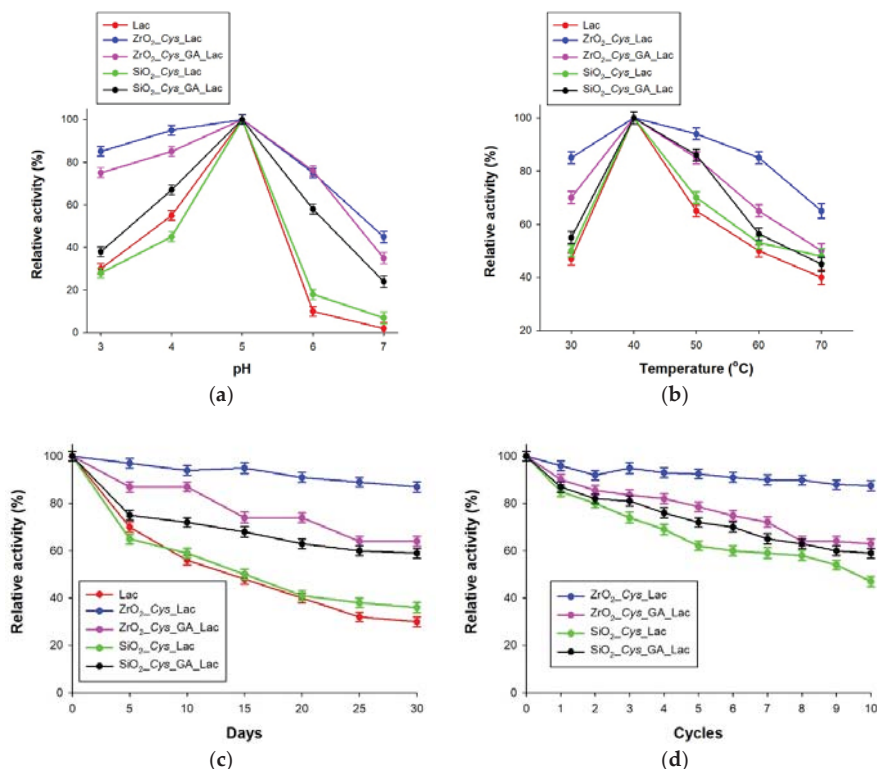 Lac
ZrO₂_Cys_Lac
ZrO₂_Cys_GA_Lac
SiO₂_Cys_Lac
SiO₂_Cys_GA_Lac
Relative activity (%)
100
80
60
40
20
0
3 4 5 6 7
pH
(a)
Lac
ZrO₂_Cys_Lac
ZrO₂_Cys_GA_Lac
SiO₂_Cys_Lac
SiO₂_Cys_GA_Lac
Relative activity (%)
100
80
60
40
20
30 40 50 60 70
Temperature (°C)
(b)
Relative activity (%)
100
80
60
40
20
0
Lac
ZrO₂_Cys_Lac
ZrO₂_Cys_GA_Lac
SiO₂_Cys_Lac
SiO₂_Cys_GA_Lac
0 5 10 15 20 25 30
Days
(c)
Relative activity (%)
100
80
60
40
20
0
ZrO₂_Cys_Lac
ZrO₂_Cys_GA_Lac
SiO₂_Cys_Lac
SiO₂_Cys_GA_Lac
0 1 2 3 4 5 6 7 8 9 10
Cycles
(d)